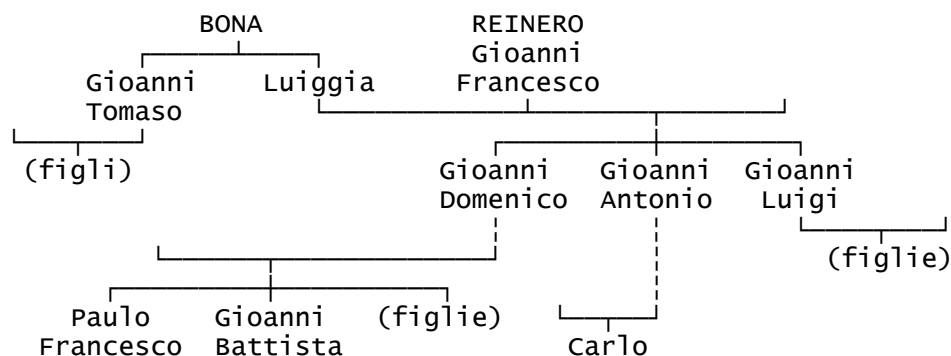 BONA REINERO
Gioanni
Gioanni Luiggia Francesco
Tomaso
(figli) Gioanni Gioanni Gioanni
Domenico Antonio Luigi
(figlie)
Paulo Gioanni (figlie)
Francesco Battista Carlo